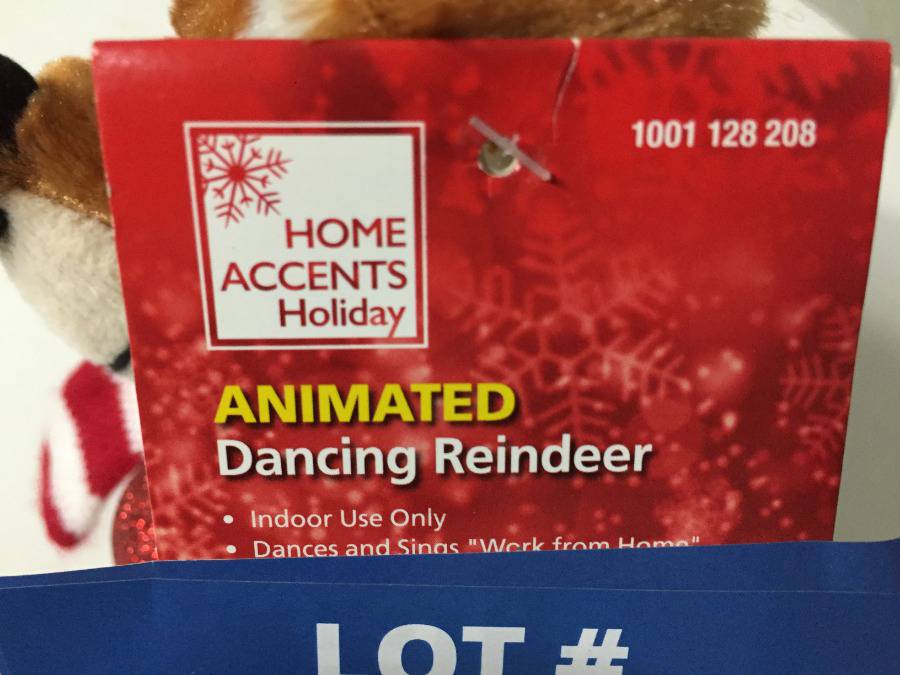 1001 128 208
HOME
ACCENTS
Holiday
ANIMATED
Dancing Reindeer
• Indoor Use Only
• Dances and Sings "Work from Home"
LOT #